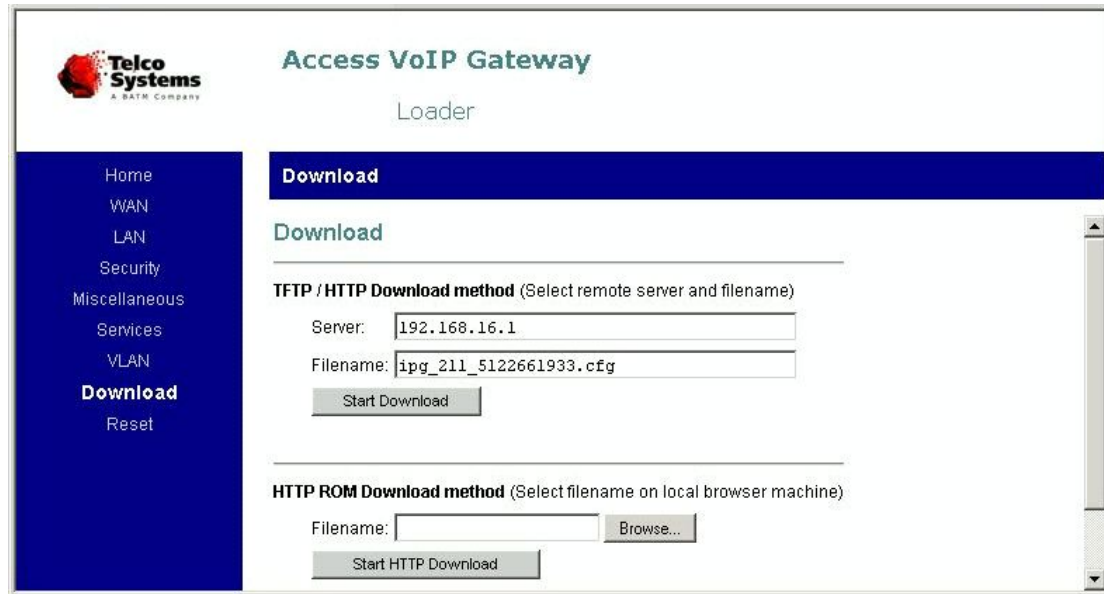 Telco
Systems
A BATM Company
Access VoIP Gateway
Loader
Home
WAN
LAN
Security
Miscellaneous
Services
VLAN
Download
Reset
Download
Download
TFTP / HTTP Download method (Select remote server and filename)
Server: 192.168.16.1
Filename: ipg_211_5122661933.cfg
Start Download
HTTP ROM Download method (Select filename on local browser machine)
Filename: Browse...
Start HTTP Download